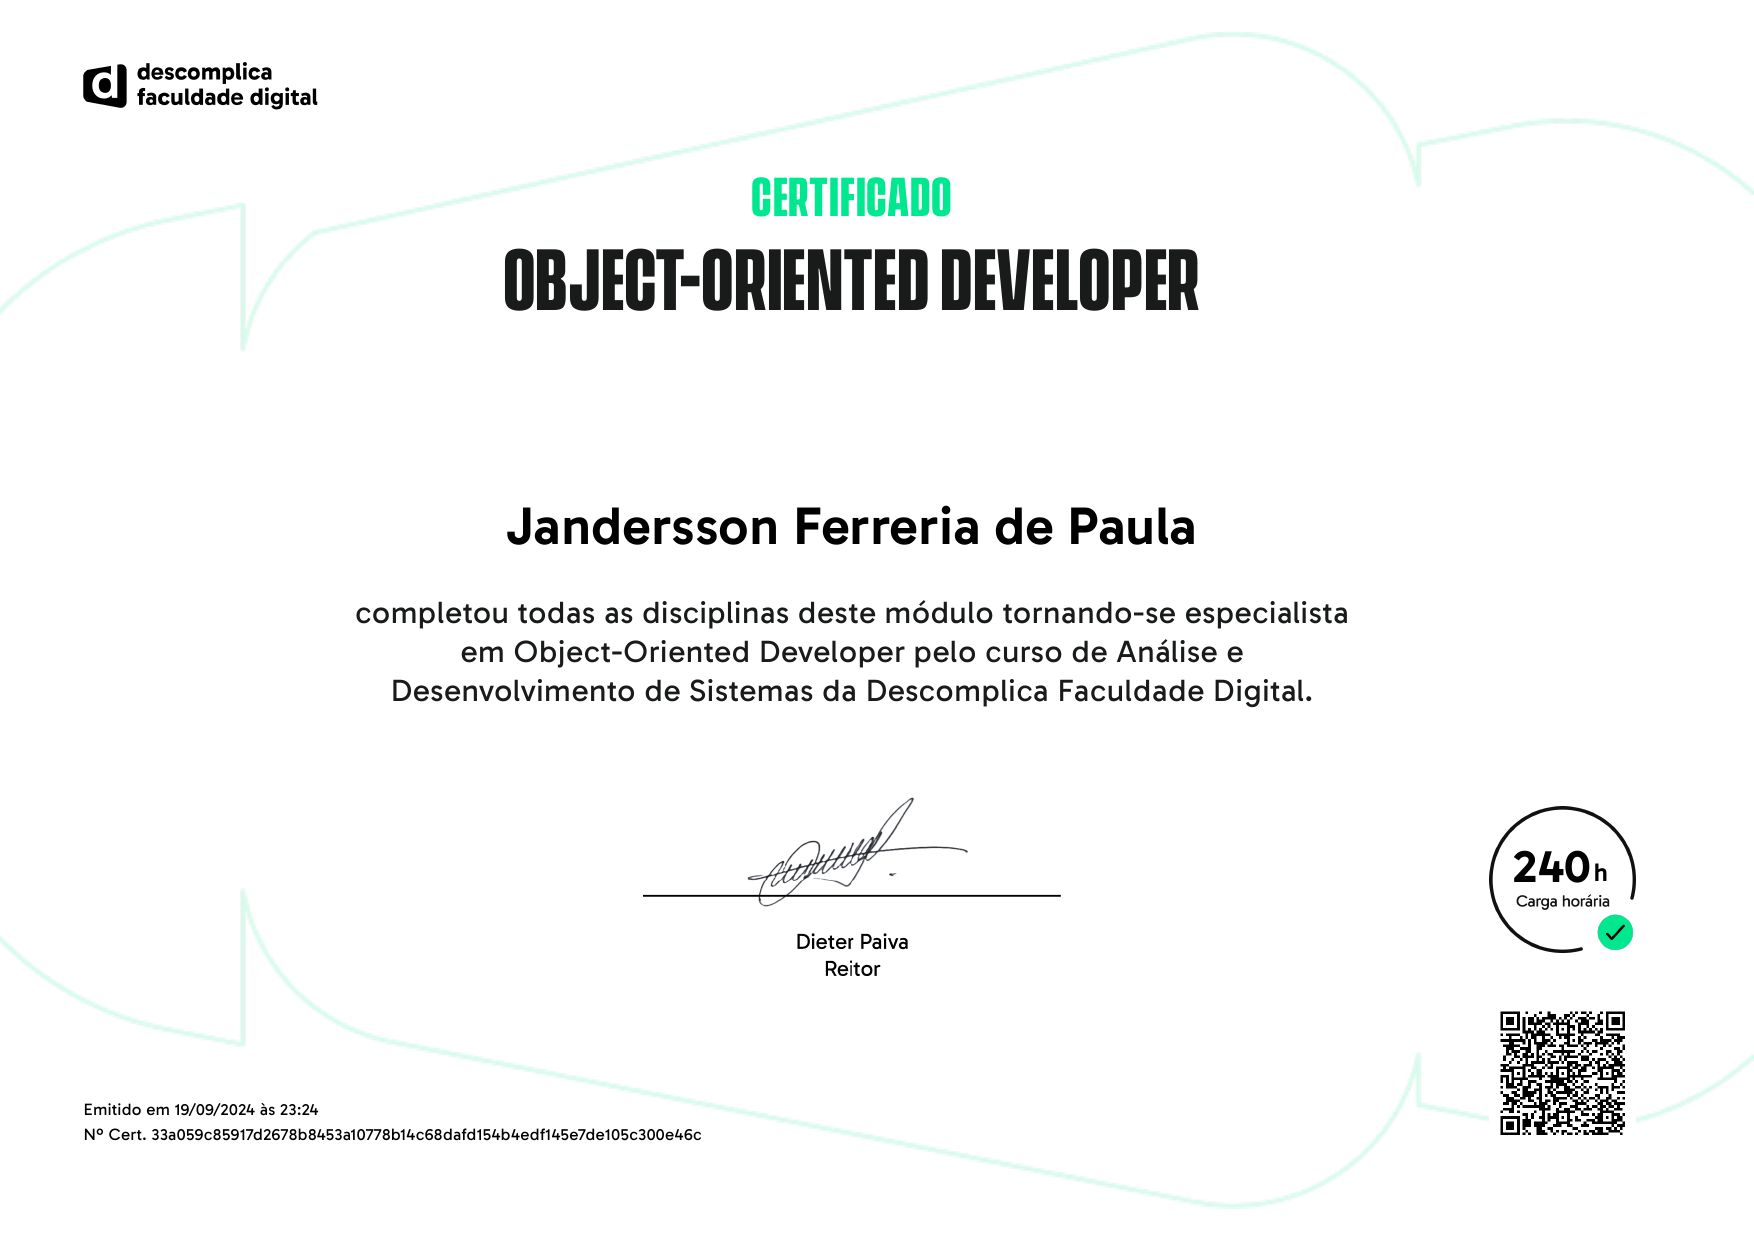 descomplica
faculdade digital
CERTIFICADO
OBJECT-ORIENTED DEVELOPER
Jandersson Ferreria de Paula
completou todas as disciplinas deste módulo tornando-se especialista
em Object-Oriented Developer pelo curso de Análise e
Desenvolvimento de Sistemas da Descomplica Faculdade Digital.
240h
Carga horária
Dieter Paiva
Reitor
Emitido em 19/09/2024 às 23:24
Nº Cert. 33a059c85917d2678b8453a10778b14c68dafd154b4edf145e7de105c300e46c